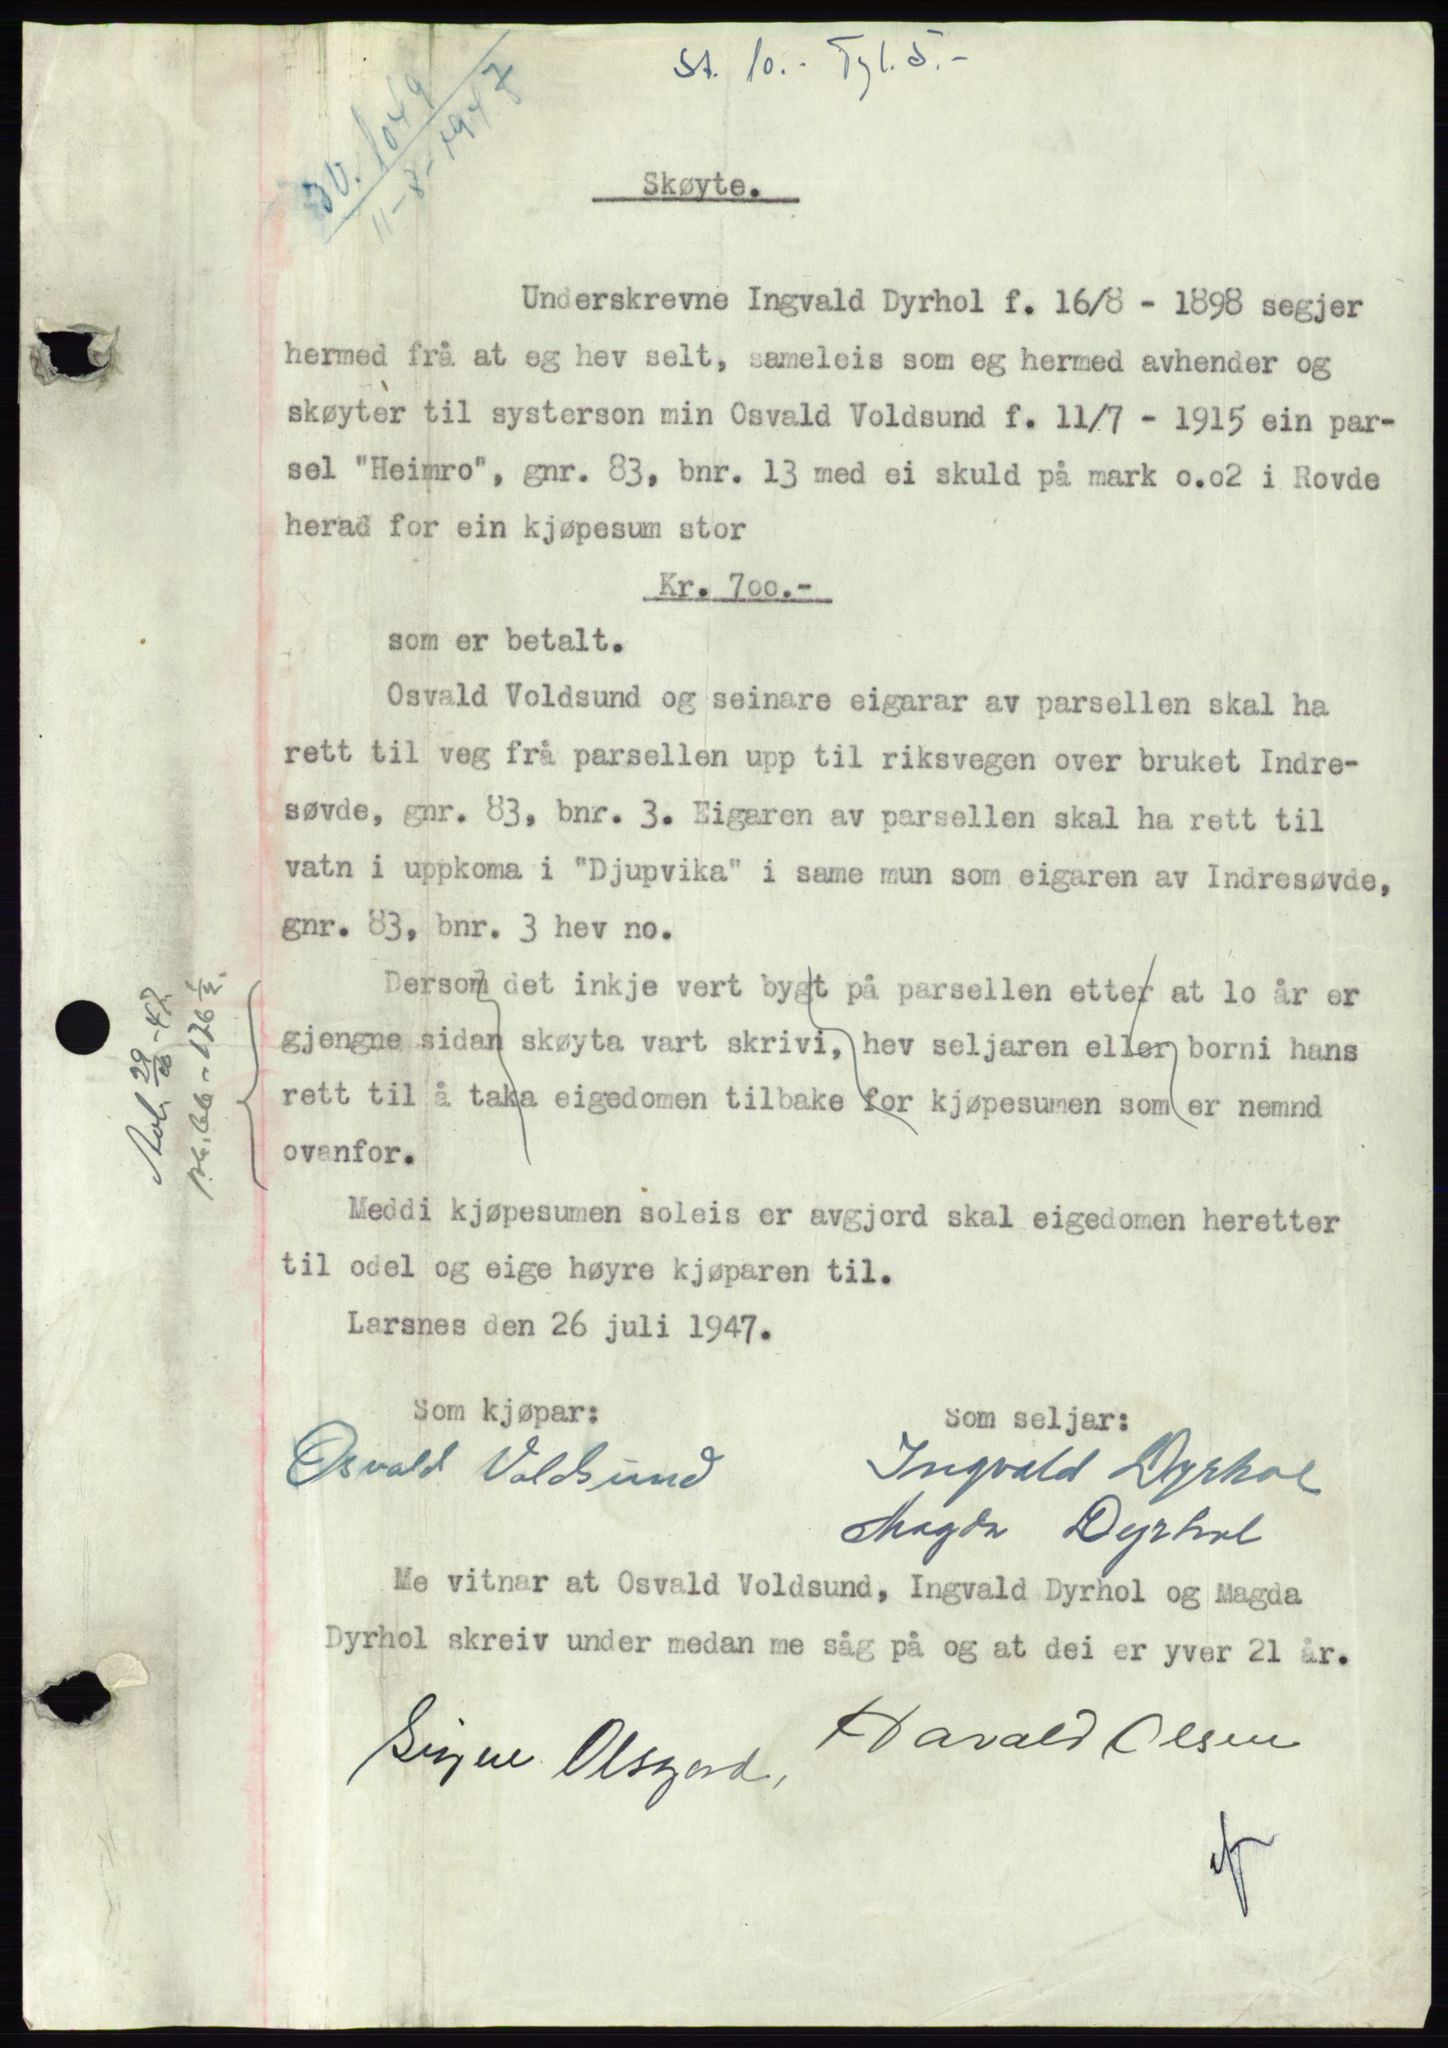 St. 10.- Tgl. 5.-
1049
11-8-1947
Skøyte.
Underskrevne Ingvald Dyrhol f. 16/8 - 1898 segjer
hermed frå at eg hev selt, sameleis som eg hermed avhender og
skøyter til systerson min Osvald Voldsund f. 11/7 - 1915 ein par-
sel "Heimro", gnr. 83, bnr. 13 med ei skuld på mark o.o2 i Rovde
herad for ein kjøpesum stor
Kr. 7oo.-
som er betalt.
Osvald Voldsund og seinare eigarar av parsellen skal ha
rett til veg frå parsellen upp til riksvegen over bruket Indre-
søvde, gnr. 83, bnr. 3. Eigaren av parsellen skal ha rett til
vatn i uppkoma i "Djupvika" i same mun som eigaren av Indresøvde,
gnr. 83, bnr. 3 hev no.
Dersom det inkje vert bygt på parsellen etter at lo år er
gjengne sidan skøyta vart skrivi, hev seljaren eller borni hans
rett til å taka eigedomen tilbake for kjøpesumen som er nemnd
ovanfor.
Meddi kjøpesumen soleis er avgjord skal eigedomen heretter
til odel og eige høyre kjøparen til.
Larsnes den 26 juli 1947.
Som kjøpar:
Som seljar:
Osvald Voldsund
Ingvald Dyrhol
Magda Dyrhol
Me vitnar at Osvald Voldsund, Ingvald Dyrhol og Magda
Dyrhol skreiv under medan me såg på og at dei er yver 21 år.
Harald Olsen